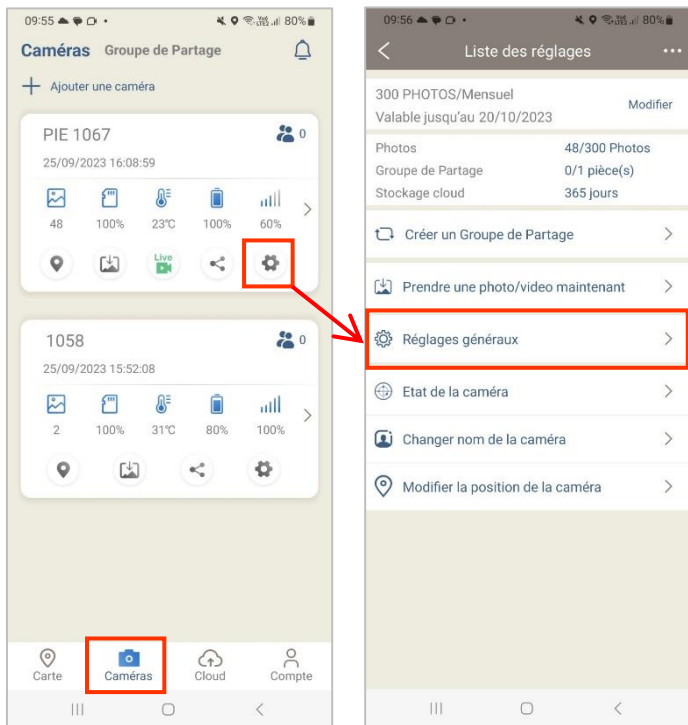 09:55 80%
Caméras Groupe de Partage
Ajouter une caméra
PIE 1067
0
25/09/2023 16:08:59
48 100% 23℃ 100% 60%
Live
1058
0
25/09/2023 15:52:08
2 100% 31℃ 80% 100%
Carte Caméras Cloud Compte
09:56 80%
Liste des réglages
300 PHOTOS/Mensuel
Modifier
Valable jusqu'au 20/10/2023
Photos 48/300 Photos
Groupe de Partage 0/1 pièce(s)
Stockage cloud 365 jours
Créer un Groupe de Partage
Prendre une photo/video maintenant
Réglages généraux
Etat de la caméra
Changer nom de la caméra
Modifier la position de la caméra